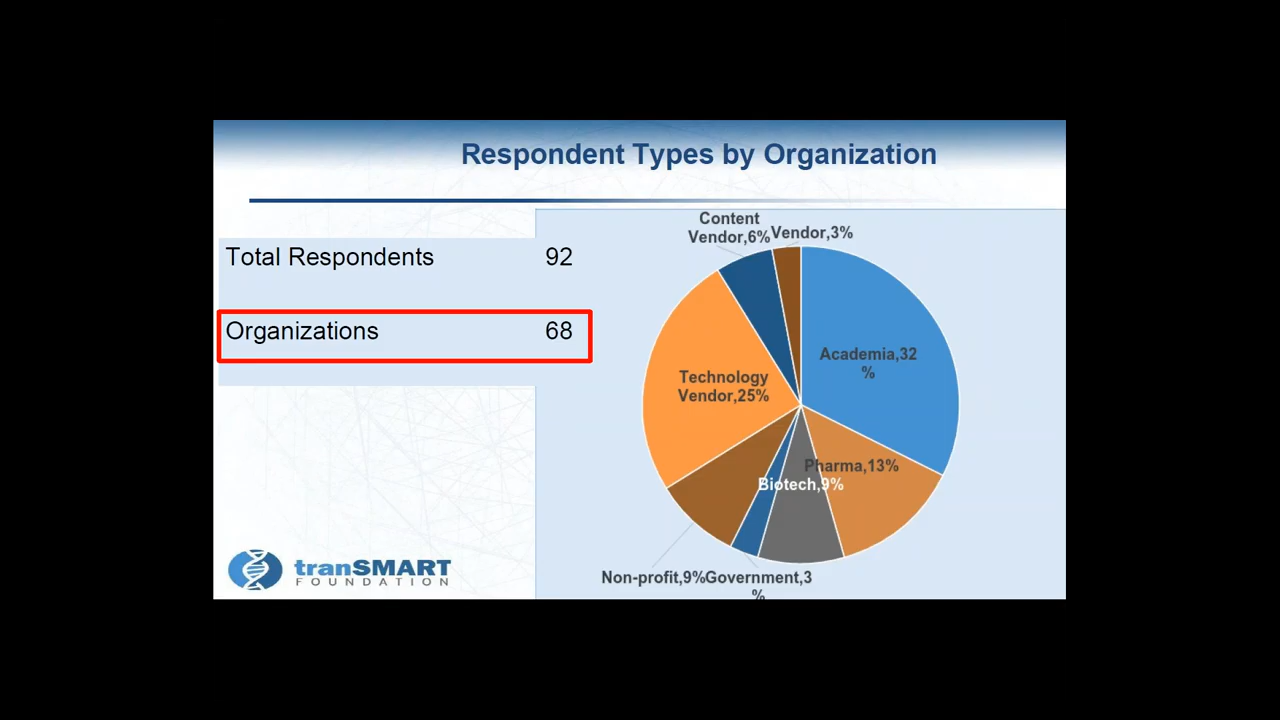 Respondent Types by Organization
Total Respondents 92
Organizations 68
Content
Vendor,6%
Vendor,3%
Academia,32
%
Technology
Vendor,25%
Pharma,13%
Biotech,9%
Non-profit,9%
Government,3
%
tranSMART
FOUNDATION